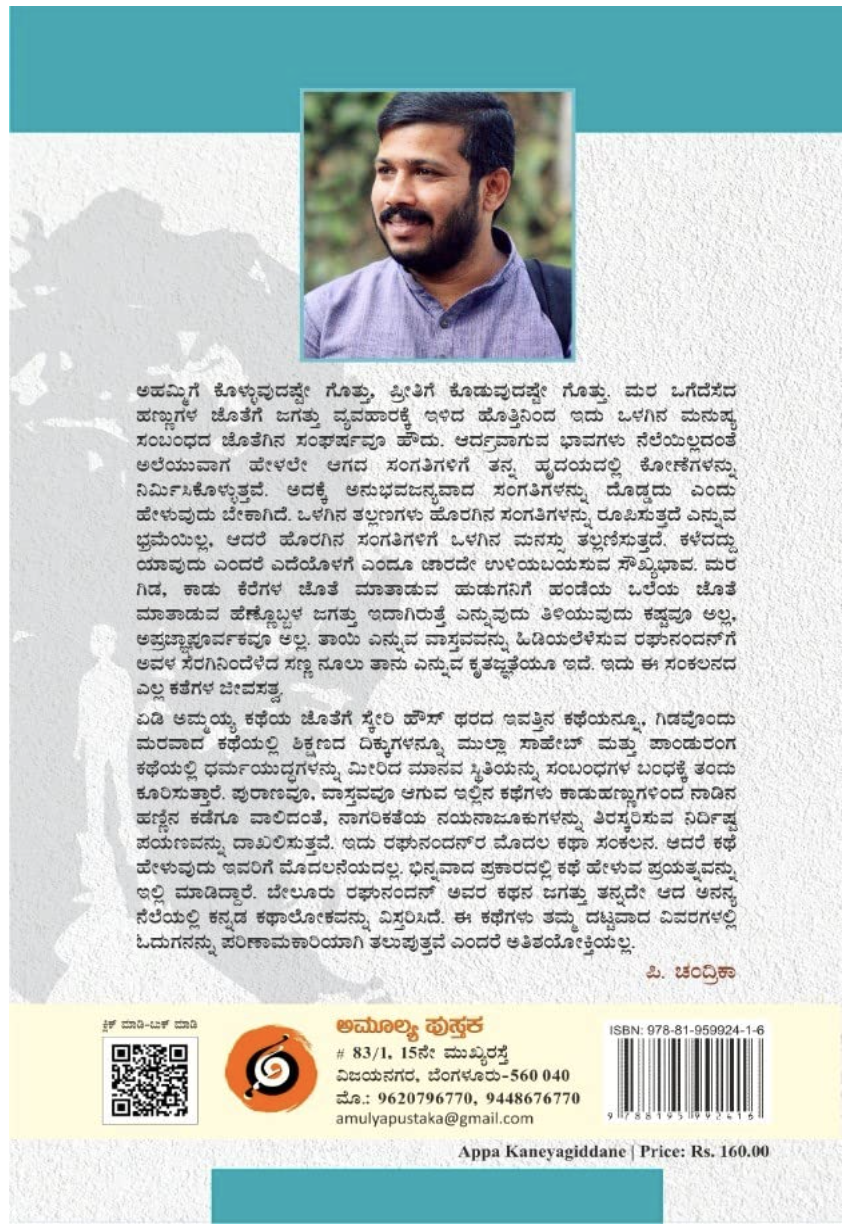 ಅಹಮ್ಮಿಗೆ ಕೊಳ್ಳುವುದಷ್ಟೇ ಗೊತ್ತು, ಪ್ರೀತಿಗೆ ಕೊಡುವುದಷ್ಟೇ ಗೊತ್ತು. ಮರ ಒಗೆದೆಸೆದ
ಹಣ್ಣುಗಳ ಜೊತೆಗೆ ಜಗತ್ತು ವ್ಯವಹಾರಕ್ಕೆ ಇಳಿದ ಹೊತ್ತಿನಿಂದ ಇದು ಒಳಗಿನ ಮನುಷ್ಯ
ಸಂಬಂಧದ ಜೊತೆಗಿನ ಸಂಘರ್ಷವೂ ಹೌದು. ಆರ್ದ್ರವಾಗುವ ಭಾವಗಳು ನೆಲೆಯಿಲ್ಲದಂತೆ
ಅಲೆಯುವಾಗ ಹೇಳಲೇ ಆಗದ ಸಂಗತಿಗಳಿಗೆ ತನ್ನ ಹೃದಯದಲ್ಲಿ ಕೋಣೆಗಳನ್ನು
ನಿರ್ಮಿಸಿಕೊಳ್ಳುತ್ತವೆ. ಅದಕ್ಕೆ ಅನುಭವಜನ್ಯವಾದ ಸಂಗತಿಗಳನ್ನು ದೊಡ್ಡದು ಎಂದು
ಹೇಳುವುದು ಬೇಕಾಗಿದೆ. ಒಳಗಿನ ತಲ್ಲಣಗಳು ಹೊರಗಿನ ಸಂಗತಿಗಳನ್ನು ರೂಪಿಸುತ್ತದೆ ಎನ್ನುವ
ಭ್ರಮೆಯಿಲ್ಲ, ಆದರೆ ಹೊರಗಿನ ಸಂಗತಿಗಳಿಗೆ ಒಳಗಿನ ಮನಸ್ಸು ತಲ್ಲಣಿಸುತ್ತದೆ. ಕಳೆದದ್ದು
ಯಾವುದು ಎಂದರೆ ಎದೆಯೊಳಗೆ ಎಂದೂ ಜಾರದೇ ಉಳಿಯಬಯಸುವ ಸೌಖ್ಯಭಾವ. ಮರ
ಗಿಡ, ಕಾಡು ಕೆರೆಗಳ ಜೊತೆ ಮಾತಾಡುವ ಹುಡುಗನಿಗೆ ಹಂಡೆಯ ಒಲೆಯ ಜೊತೆ
ಮಾತಾಡುವ ಹೆಣ್ಣೊಬ್ಬಳ ಜಗತ್ತು ಇದಾಗಿರುತ್ತೆ ಎನ್ನುವುದು ತಿಳಿಯುವುದು ಕಷ್ಟವೂ ಅಲ್ಲ,
ಅಪ್ರಜ್ಞಾಪೂರ್ವಕವೂ ಅಲ್ಲ. ತಾಯಿ ಎನ್ನುವ ವಾಸ್ತವವನ್ನು ಹಿಡಿಯಲೆಳೆಸುವ ರಘುನಂದನ್‌ಗೆ
ಅವಳ ಸೆರಗಿನಿಂದೆಳೆದ ಸಣ್ಣ ನೂಲು ತಾನು ಎನ್ನುವ ಕೃತಜ್ಞತೆಯೂ ಇದೆ. ಇದು ಈ ಸಂಕಲನದ
ಎಲ್ಲ ಕತೆಗಳ ಜೀವಸತ್ವ.
ಏಡಿ ಅಮ್ಮಯ್ಯ ಕಥೆಯ ಜೊತೆಗೆ ಸ್ಕೇರಿ ಹೌಸ್ ಥರದ ಇವತ್ತಿನ ಕಥೆಯನ್ನೂ, ಗಿಡವೊಂದು
ಮರವಾದ ಕಥೆಯಲ್ಲಿ ಶಿಕ್ಷಣದ ದಿಕ್ಕುಗಳನ್ನೂ ಮುಲ್ಲಾ ಸಾಹೇಬ್ ಮತ್ತು ಪಾಂಡುರಂಗ
ಕಥೆಯಲ್ಲಿ ಧರ್ಮಯುದ್ಧಗಳನ್ನು ಮೀರಿದ ಮಾನವ ಸ್ಥಿತಿಯನ್ನು ಸಂಬಂಧಗಳ ಬಂಧಕ್ಕೆ ತಂದು
ಕೂರಿಸುತ್ತಾರೆ. ಪುರಾಣವೂ, ವಾಸ್ತವವೂ ಆಗುವ ಇಲ್ಲಿನ ಕಥೆಗಳು ಕಾಡುಹಣ್ಣುಗಳಿಂದ ನಾಡಿನ
ಹಣ್ಣಿನ ಕಡೆಗೂ ವಾಲಿದಂತೆ, ನಾಗರಿಕತೆಯ ನಯನಾಜೂಕುಗಳನ್ನು ತಿರಸ್ಕರಿಸುವ ನಿರ್ದಿಷ್ಟ
ಪಯಣವನ್ನು ದಾಖಲಿಸುತ್ತವೆ. ಇದು ರಘುನಂದನ್‌ರ ಮೊದಲ ಕಥಾ ಸಂಕಲನ. ಆದರೆ ಕಥೆ
ಹೇಳುವುದು ಇವರಿಗೆ ಮೊದಲನೆಯದಲ್ಲ. ಭಿನ್ನವಾದ ಪ್ರಕಾರದಲ್ಲಿ ಕಥೆ ಹೇಳುವ ಪ್ರಯತ್ನವನ್ನು
ಇಲ್ಲಿ ಮಾಡಿದ್ದಾರೆ. ಬೇಲೂರು ರಘುನಂದನ್ ಅವರ ಕಥನ ಜಗತ್ತು ತನ್ನದೇ ಆದ ಅನನ್ಯ
ನೆಲೆಯಲ್ಲಿ ಕನ್ನಡ ಕಥಾಲೋಕವನ್ನು ವಿಸ್ತರಿಸಿದೆ. ಈ ಕಥೆಗಳು ತಮ್ಮ ದಟ್ಟವಾದ ವಿವರಗಳಲ್ಲಿ
ಓದುಗನನ್ನು ಪರಿಣಾಮಕಾರಿಯಾಗಿ ತಲುಪುತ್ತವೆ ಎಂದರೆ ಅತಿಶಯೋಕ್ತಿಯಲ್ಲ.
ಪಿ. ಚಂದ್ರಿಕಾ
ಕ್ಲಿಕ್ ಮಾಡಿ-ಬುಕ್ ಮಾಡಿ
ಅಮೂಲ್ಯ ಪುಸ್ತಕ
# 83/1, 15ನೇ ಮುಖ್ಯರಸ್ತೆ
ವಿಜಯನಗರ, ಬೆಂಗಳೂರು-560 040
ಮೊ.: 9620796770, 9448676770
amulyapustaka@gmail.com
ISBN: 978-81-959924-1-6
9 788195 992416
Appa Kaneyagiddane | Price: Rs. 160.00